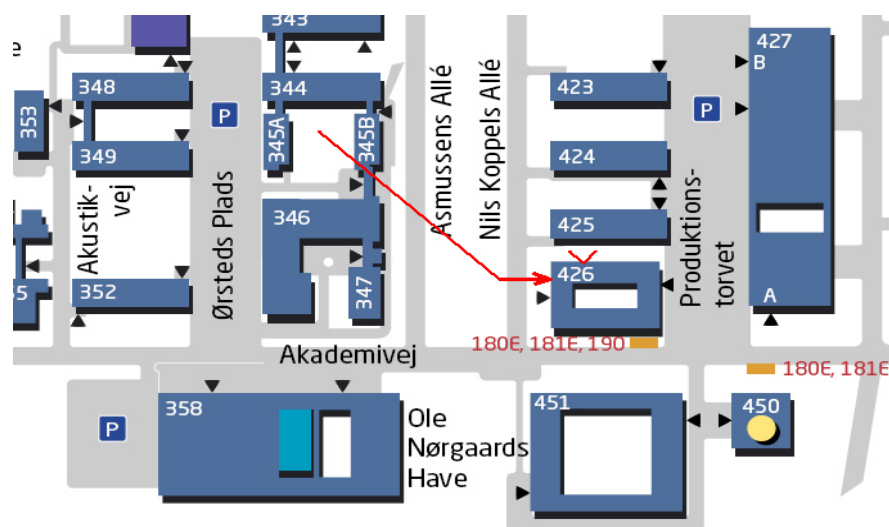 e
343
427
B
348
344
423
353
P
345A
345B
P
349
424
Akustik-
vej
Ørsteds Plads
Asmussens Allé
Nils Koppels Allé
Produktions-
torvet
346
425
426
352
347
A
Akademivej
180E, 181E, 190
180E, 181E
358
451
450
P
Ole
Nørgaards
Have